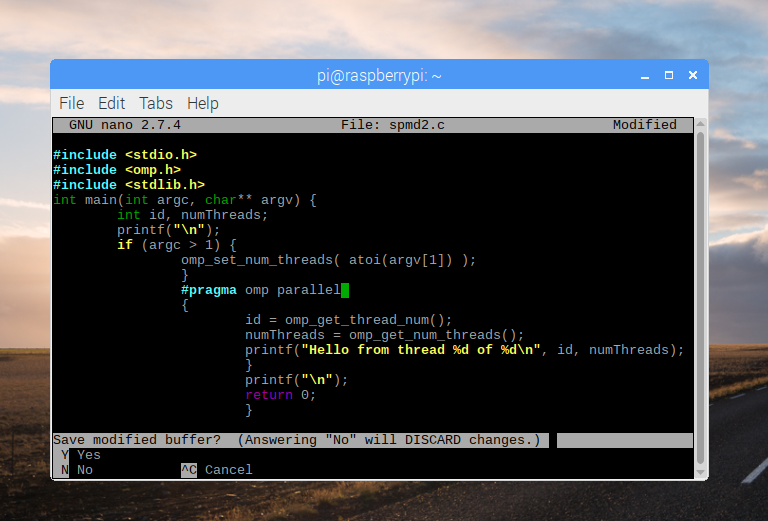 pi@raspberrypi: ~
File Edit Tabs Help
GNU nano 2.7.4 File: spmd2.c Modified
#include <stdio.h>
#include <omp.h>
#include <stdlib.h>
int main(int argc, char** argv) {
int id, numThreads;
printf("\n");
if (argc > 1) {
omp_set_num_threads( atoi(argv[1]) );
}
#pragma omp parallel
{
id = omp_get_thread_num();
numThreads = omp_get_num_threads();
printf("Hello from thread %d of %d\n", id, numThreads);
}
printf("\n");
return 0;
}
Save modified buffer?  (Answering "No" will DISCARD changes.)
Y Yes
N No ^C Cancel